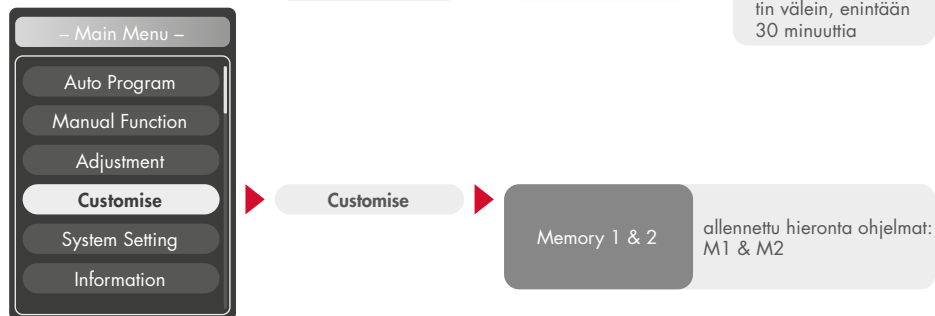 tin välein, enintään
30 minuuttia
– Main Menu –
Auto Program
Manual Function
Adjustment
Customise
System Setting
Information
Customise
Memory 1 & 2
allennettu hieronta ohjelmat:
M1 & M2